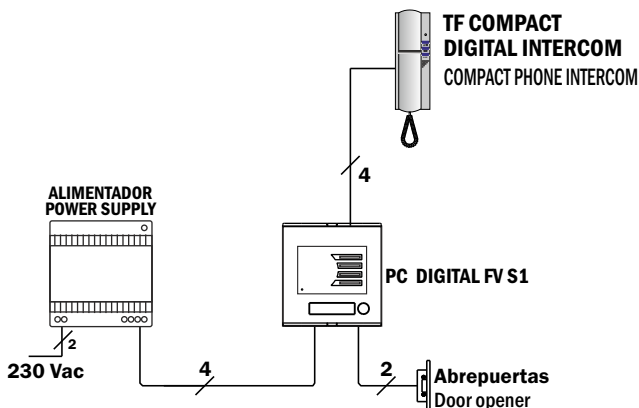 TF COMPACT
DIGITAL INTERCOM
COMPACT PHONE INTERCOM
4
ALIMENTADOR
POWER SUPPLY
PC DIGITAL FV S1
2
230 Vac
4
2
Abrepuertas
Door opener